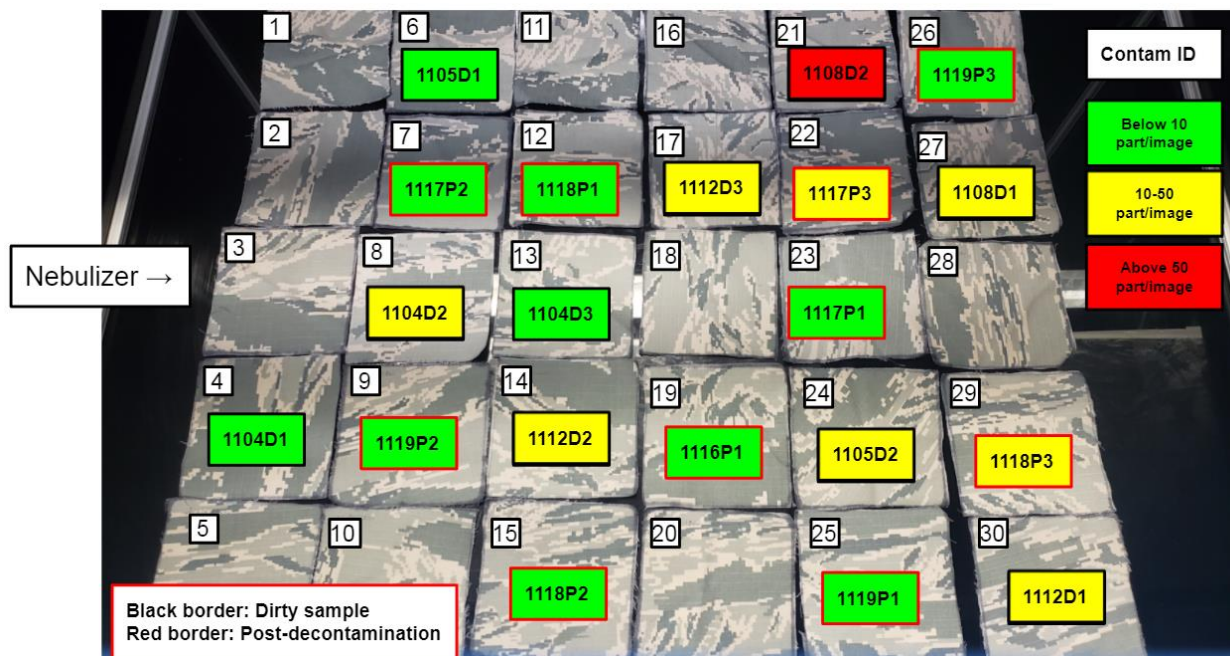 1
6
11
16
21
26
Contam ID
1105D1
1108D2
1119P3
Below 10
part/image
2
7
12
17
22
27
1117P2
1118P1
1112D3
1117P3
1108D1
10-50
part/image
Nebulizer →
3
8
13
18
23
28
1104D2
1104D3
1117P1
Above 50
part/image
4
9
14
19
24
29
1104D1
1119P2
1112D2
1116P1
1105D2
1118P3
5
10
15
20
25
30
1118P2
1119P1
1112D1
Black border: Dirty sample
Red border: Post-decontamination